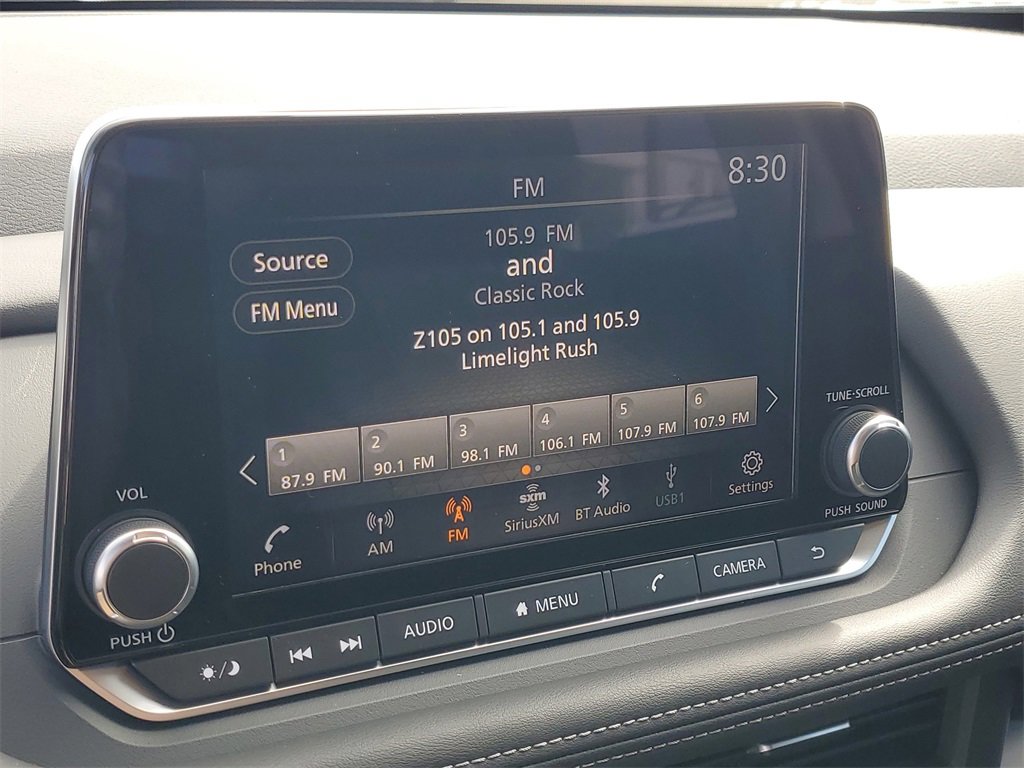 FM
8:30
105.9 FM
and
Classic Rock
Z105 on 105.1 and 105.9
Limelight Rush
Source
FM Menu
1
87.9 FM
2
90.1 FM
3
98.1 FM
4
106.1 FM
5
107.9 FM
6
107.9 FM
Phone
AM
FM
sxm
SiriusXM
BT Audio
USB1
Settings
VOL
PUSH
TUNE·SCROLL
PUSH SOUND
AUDIO
MENU
CAMERA